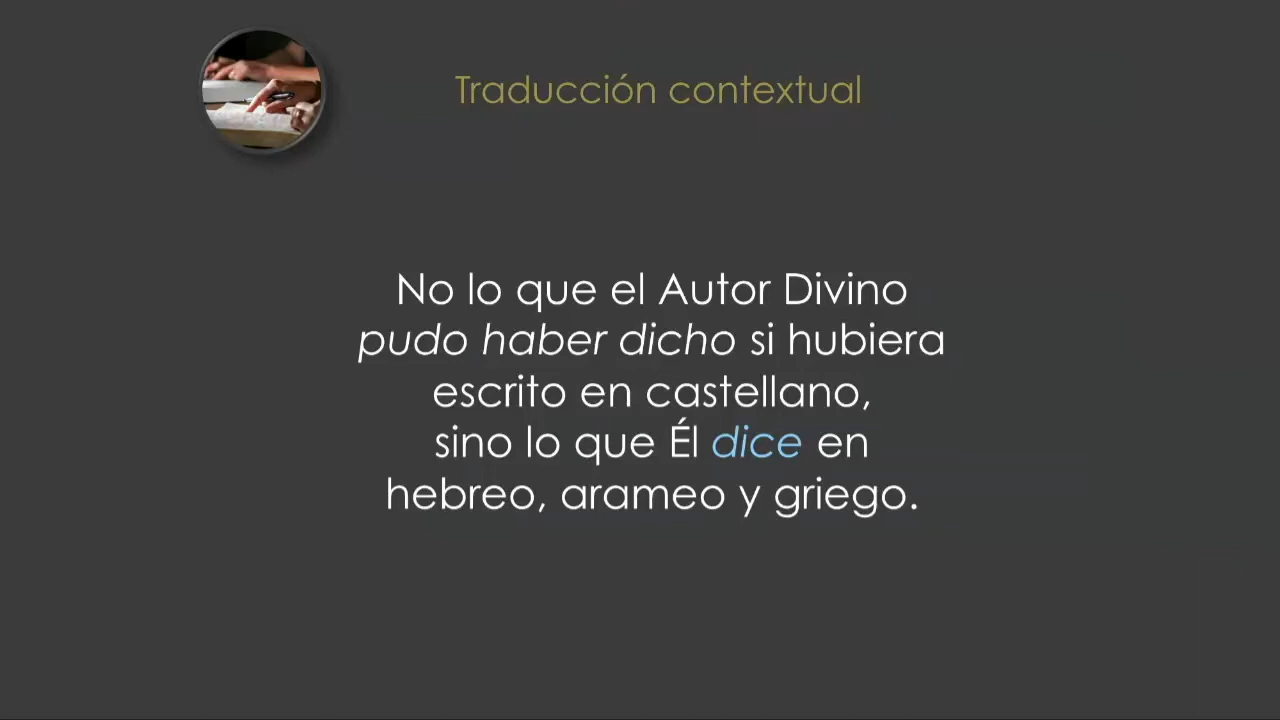 Traducción contextual
No lo que el Autor Divino
pudo haber dicho si hubiera
escrito en castellano,
sino lo que Él dice en
hebreo, arameo y griego.